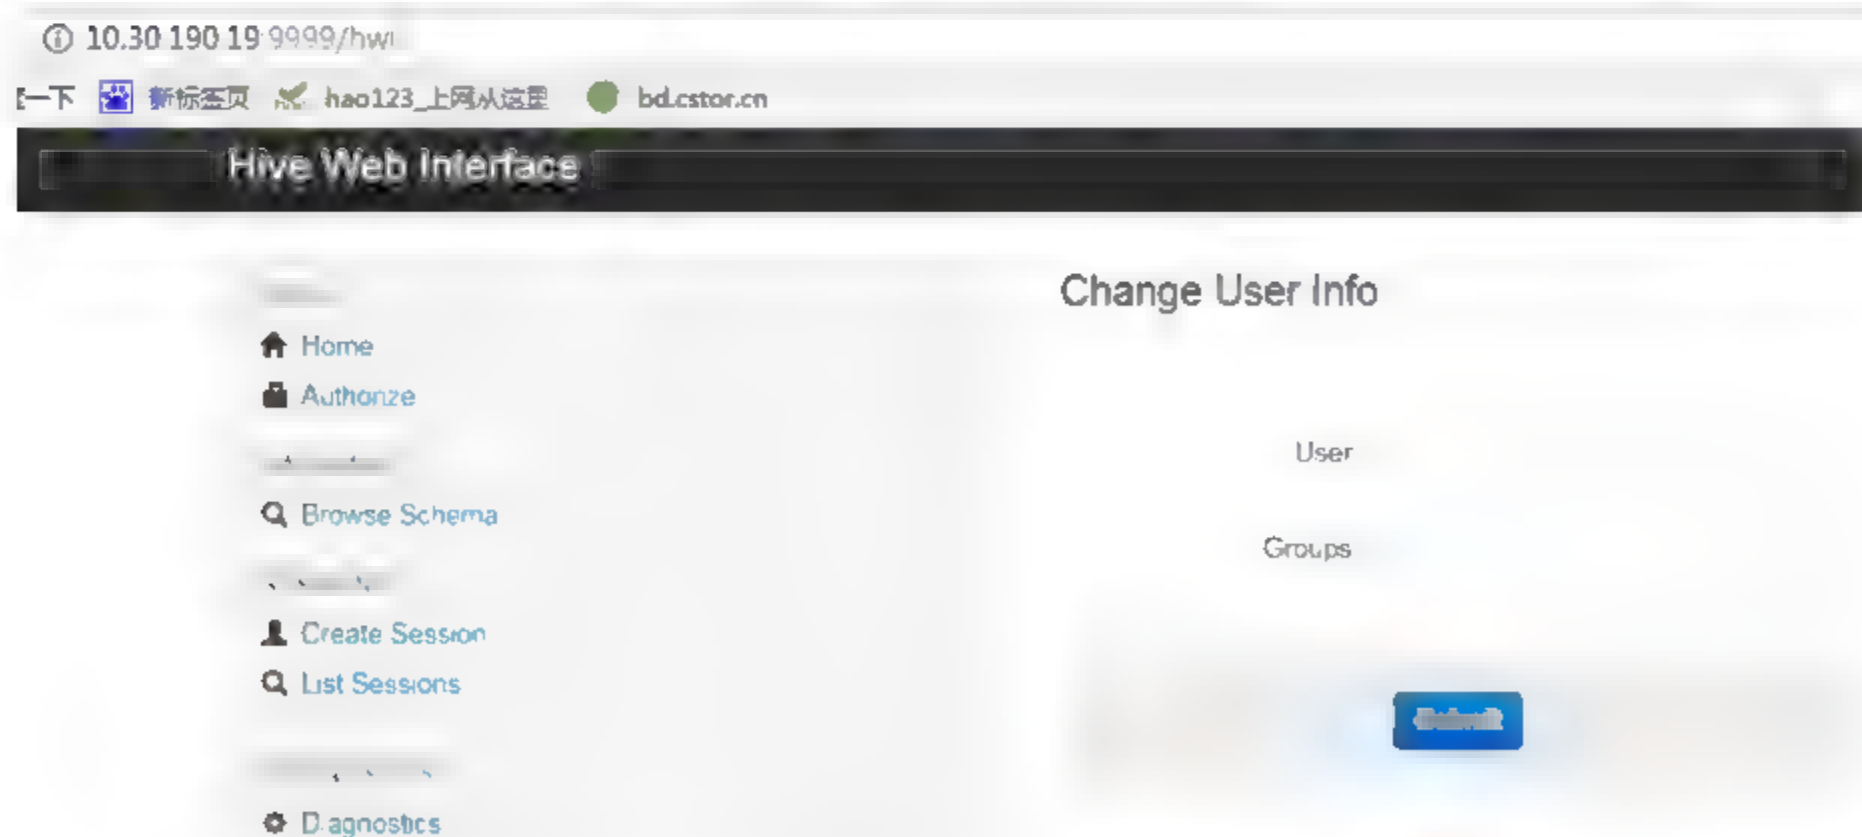 10.30.190.19:9999/hwi
一下 新标签页 hao123_上网从这里 bd.cstor.cn
Hive Web Interface
Change User Info
Home
Authorize
User
Browse Schema
Groups
Create Session
List Sessions
Diagnostics